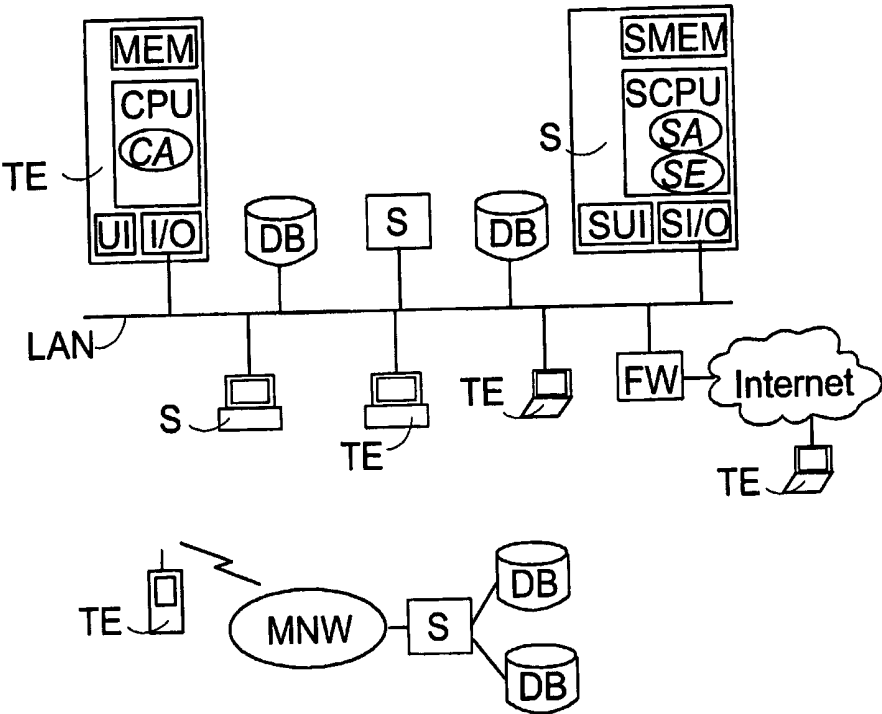 MEM
CPU
CA
TE
UI
I/O
SMEM
SCPU
SA
SE
S
SUI
SI/O
DB
S
DB
LAN
S
TE
TE
FW
Internet
TE
TE
MNW
S
DB
DB